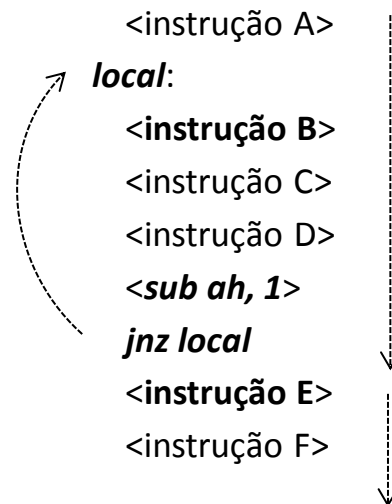 <instrução A>
local:
<instrução B>
<instrução C>
<instrução D>
<sub ah, 1>
jnz local
<instrução E>
<instrução F>